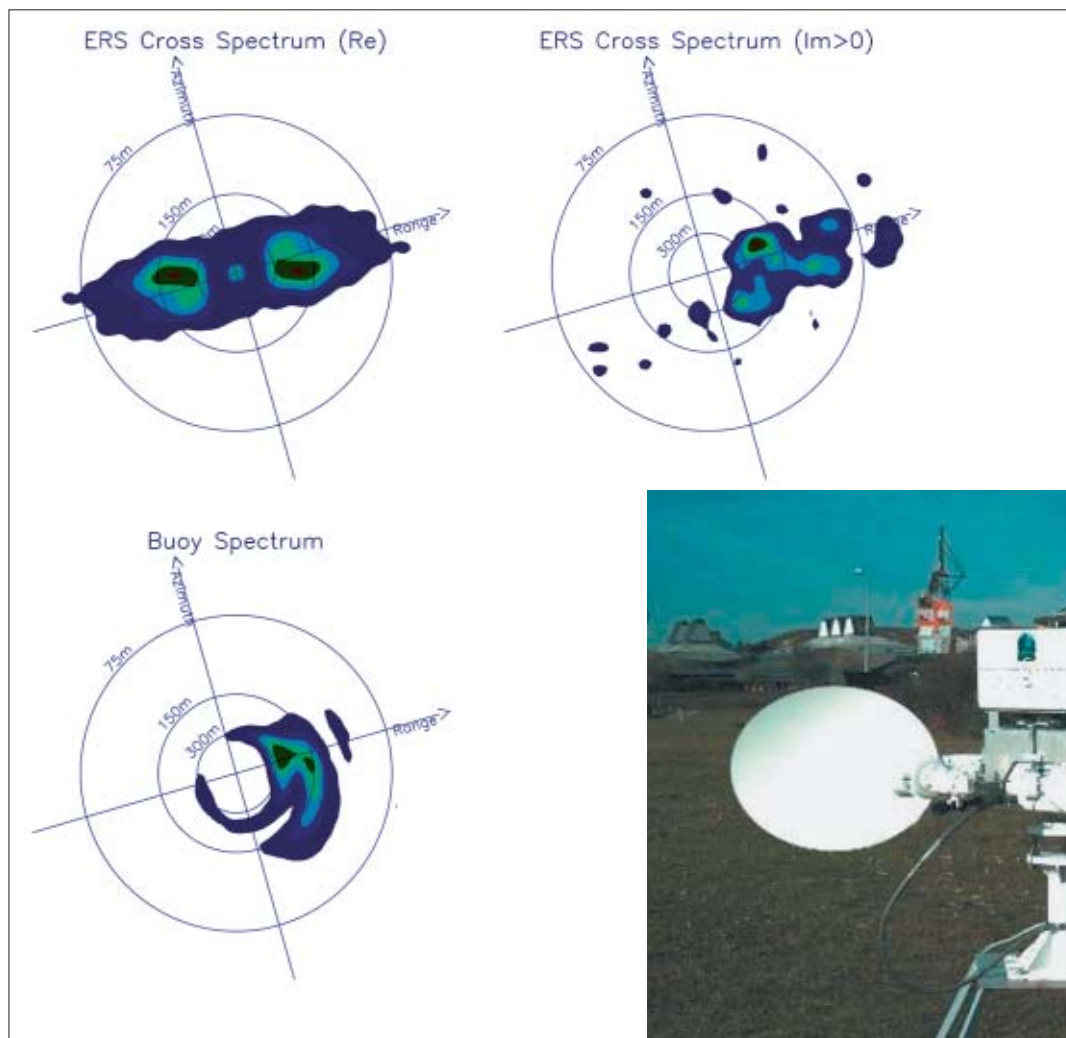 ERS Cross Spectrum (Re)
Azimuth->
75m
150m
Range->
ERS Cross Spectrum (Im>0)
Azimuth->
75m
150m
300m
Range->
Buoy Spectrum
Azimuth->
75m
150m
300m
Range->